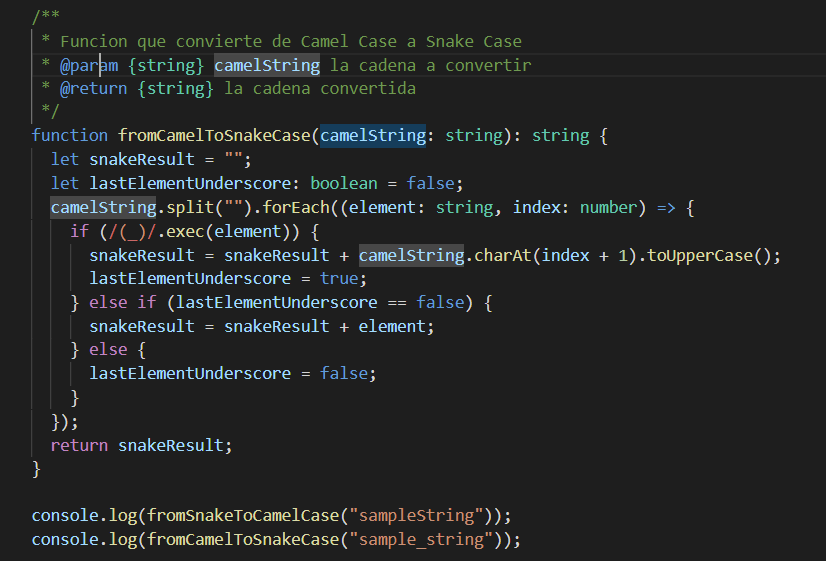 /**
 * Funcion que convierte de Camel Case a Snake Case
 * @param {string} camelString la cadena a convertir
 * @return {string} la cadena convertida
 */
function fromCamelToSnakeCase(camelString: string): string {
  let snakeResult = "";
  let lastElementUnderscore: boolean = false;
  camelString.split("").forEach((element: string, index: number) => {
    if (/(_)/.exec(element)) {
      snakeResult = snakeResult + camelString.charAt(index + 1).toUpperCase();
      lastElementUnderscore = true;
    } else if (lastElementUnderscore == false) {
      snakeResult = snakeResult + element;
    } else {
      lastElementUnderscore = false;
    }
  });
  return snakeResult;
}

console.log(fromSnakeToCamelCase("sampleString"));
console.log(fromCamelToSnakeCase("sample_string"));